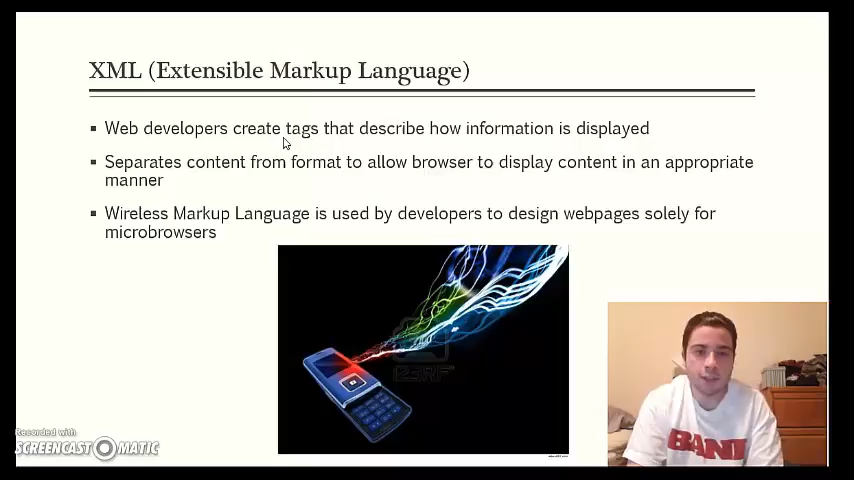 XML (Extensible Markup Language)
Web developers create tags that describe how information is displayed
Separates content from format to allow browser to display content in an appropriate
manner
Wireless Markup Language is used by developers to design webpages solely for
microbrowsers
Recorded with
SCREENCAST MATIC